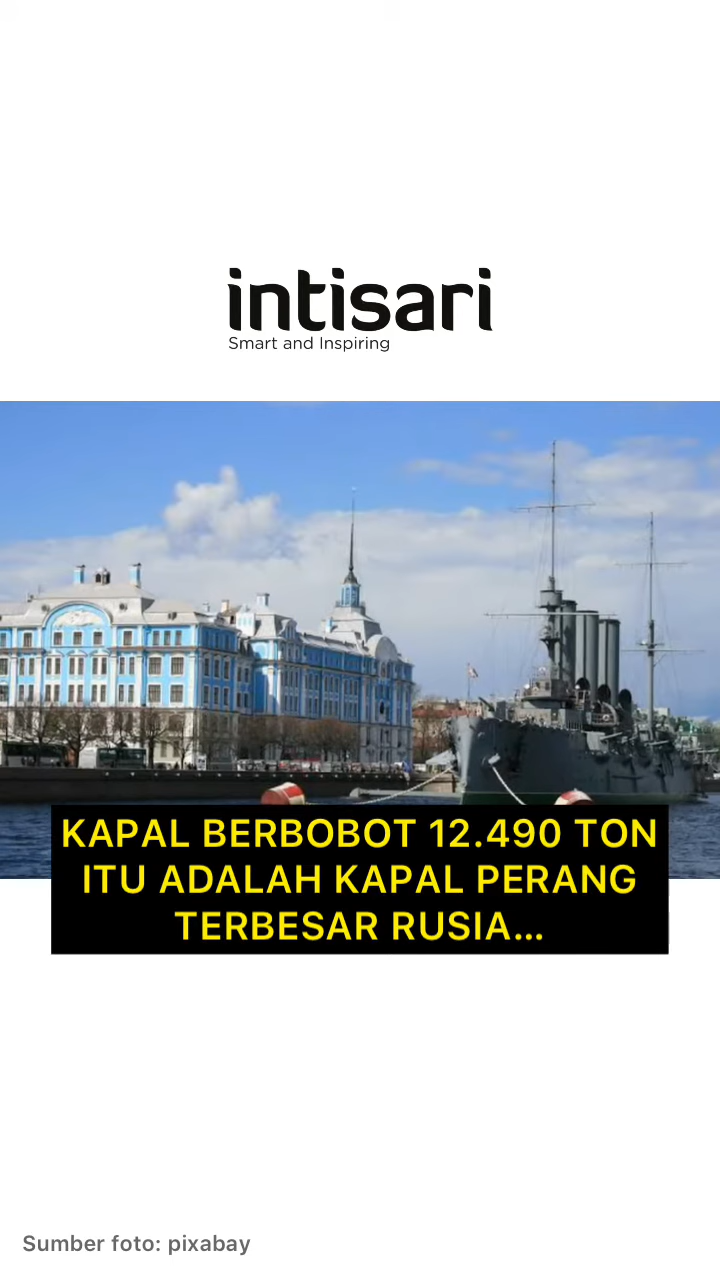 intisari
Smart and Inspiring
KAPAL BERBOBOT 12.490 TON
ITU ADALAH KAPAL PERANG
TERBESAR RUSIA...
Sumber foto: pixabay